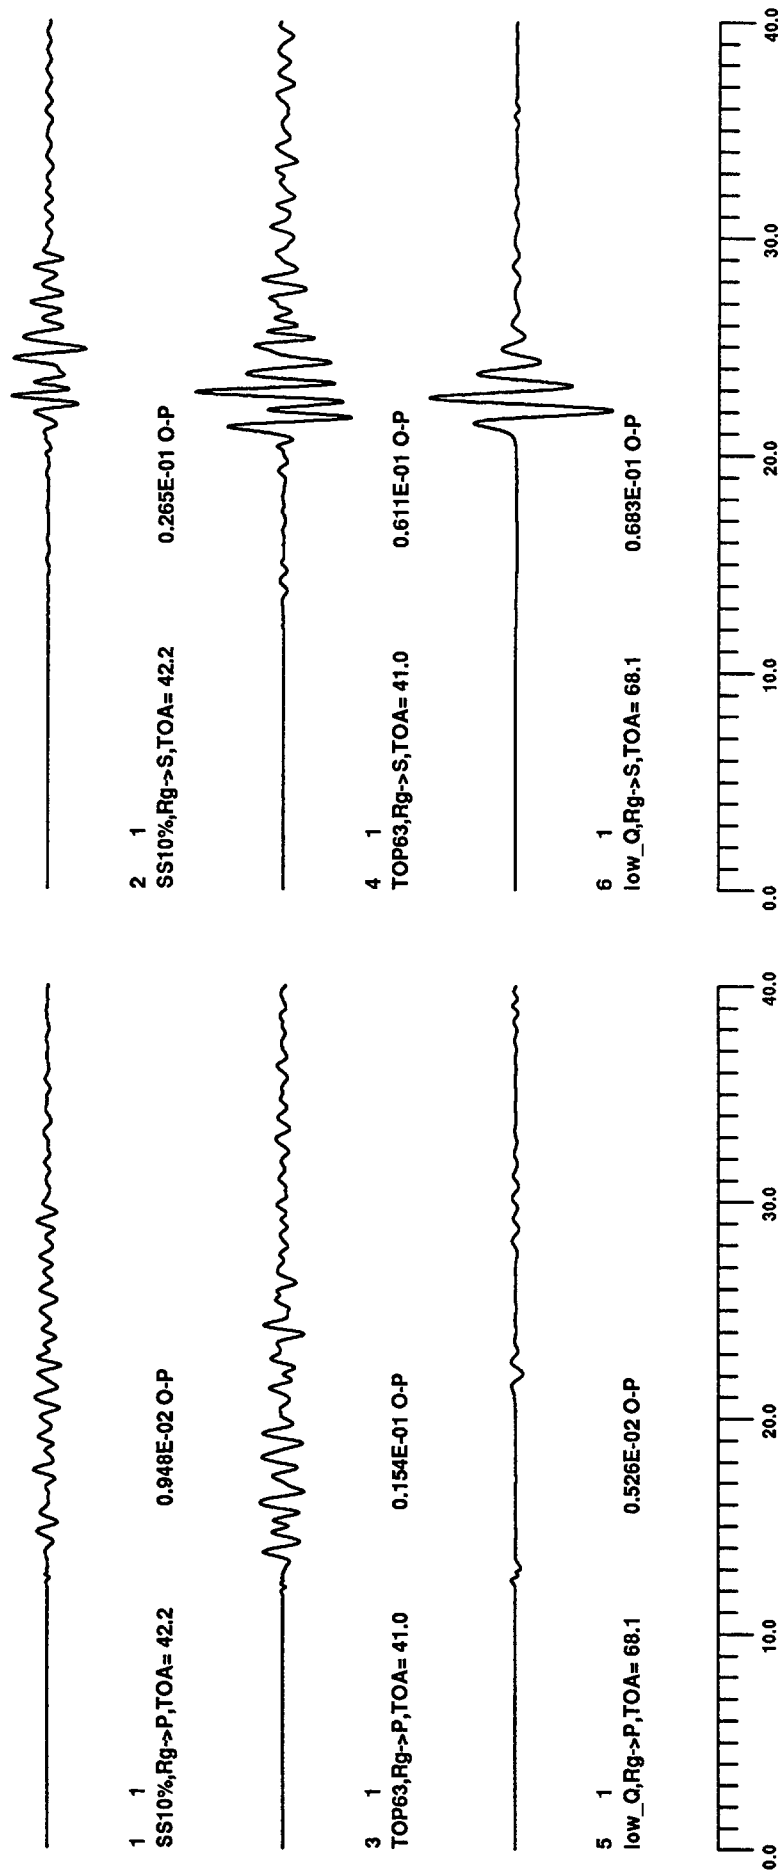 1 1
SS10%,Rg->P,TOA= 42.2
0.948E-02 O-P
3 1
TOP63,Rg->P,TOA= 41.0
0.154E-01 O-P
5 1
low_Q,Rg->P,TOA= 68.1
0.526E-02 O-P
0.0 10.0 20.0 30.0 40.0
2 1
SS10%,Rg->S,TOA= 42.2
0.265E-01 O-P
4 1
TOP63,Rg->S,TOA= 41.0
0.611E-01 O-P
6 1
low_Q,Rg->S,TOA= 68.1
0.683E-01 O-P
0.0 10.0 20.0 30.0 40.0